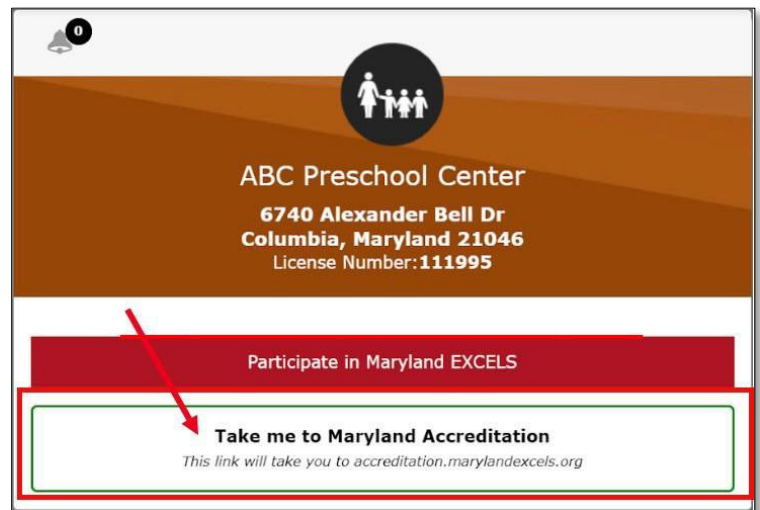 0
ABC Preschool Center
6740 Alexander Bell Dr
Columbia, Maryland 21046
License Number:111995
Participate in Maryland EXCELS
Take me to Maryland Accreditation
This link will take you to accreditation.marylandexcels.org